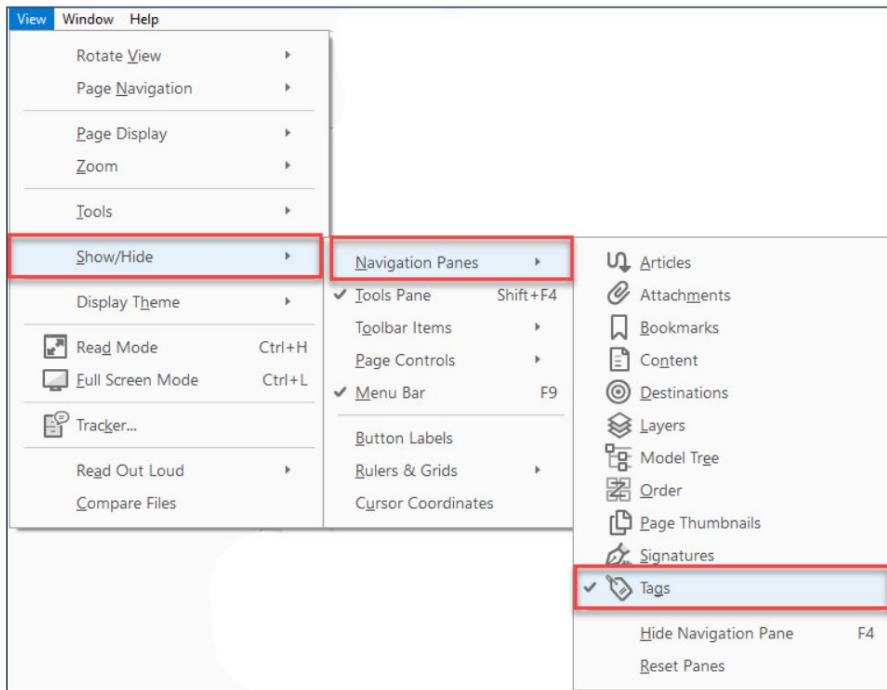 View Window Help
Rotate View
Page Navigation
Page Display
Zoom
Tools
Show/Hide
Display Theme
Read Mode Ctrl+H
Full Screen Mode Ctrl+L
Tracker...
Read Out Loud
Compare Files
Navigation Panes
Tools Pane Shift+F4
Toolbar Items
Page Controls
Menu Bar F9
Button Labels
Rulers & Grids
Cursor Coordinates
Articles
Attachments
Bookmarks
Content
Destinations
Layers
Model Tree
Order
Page Thumbnails
Signatures
Tags
Hide Navigation Pane F4
Reset Panes